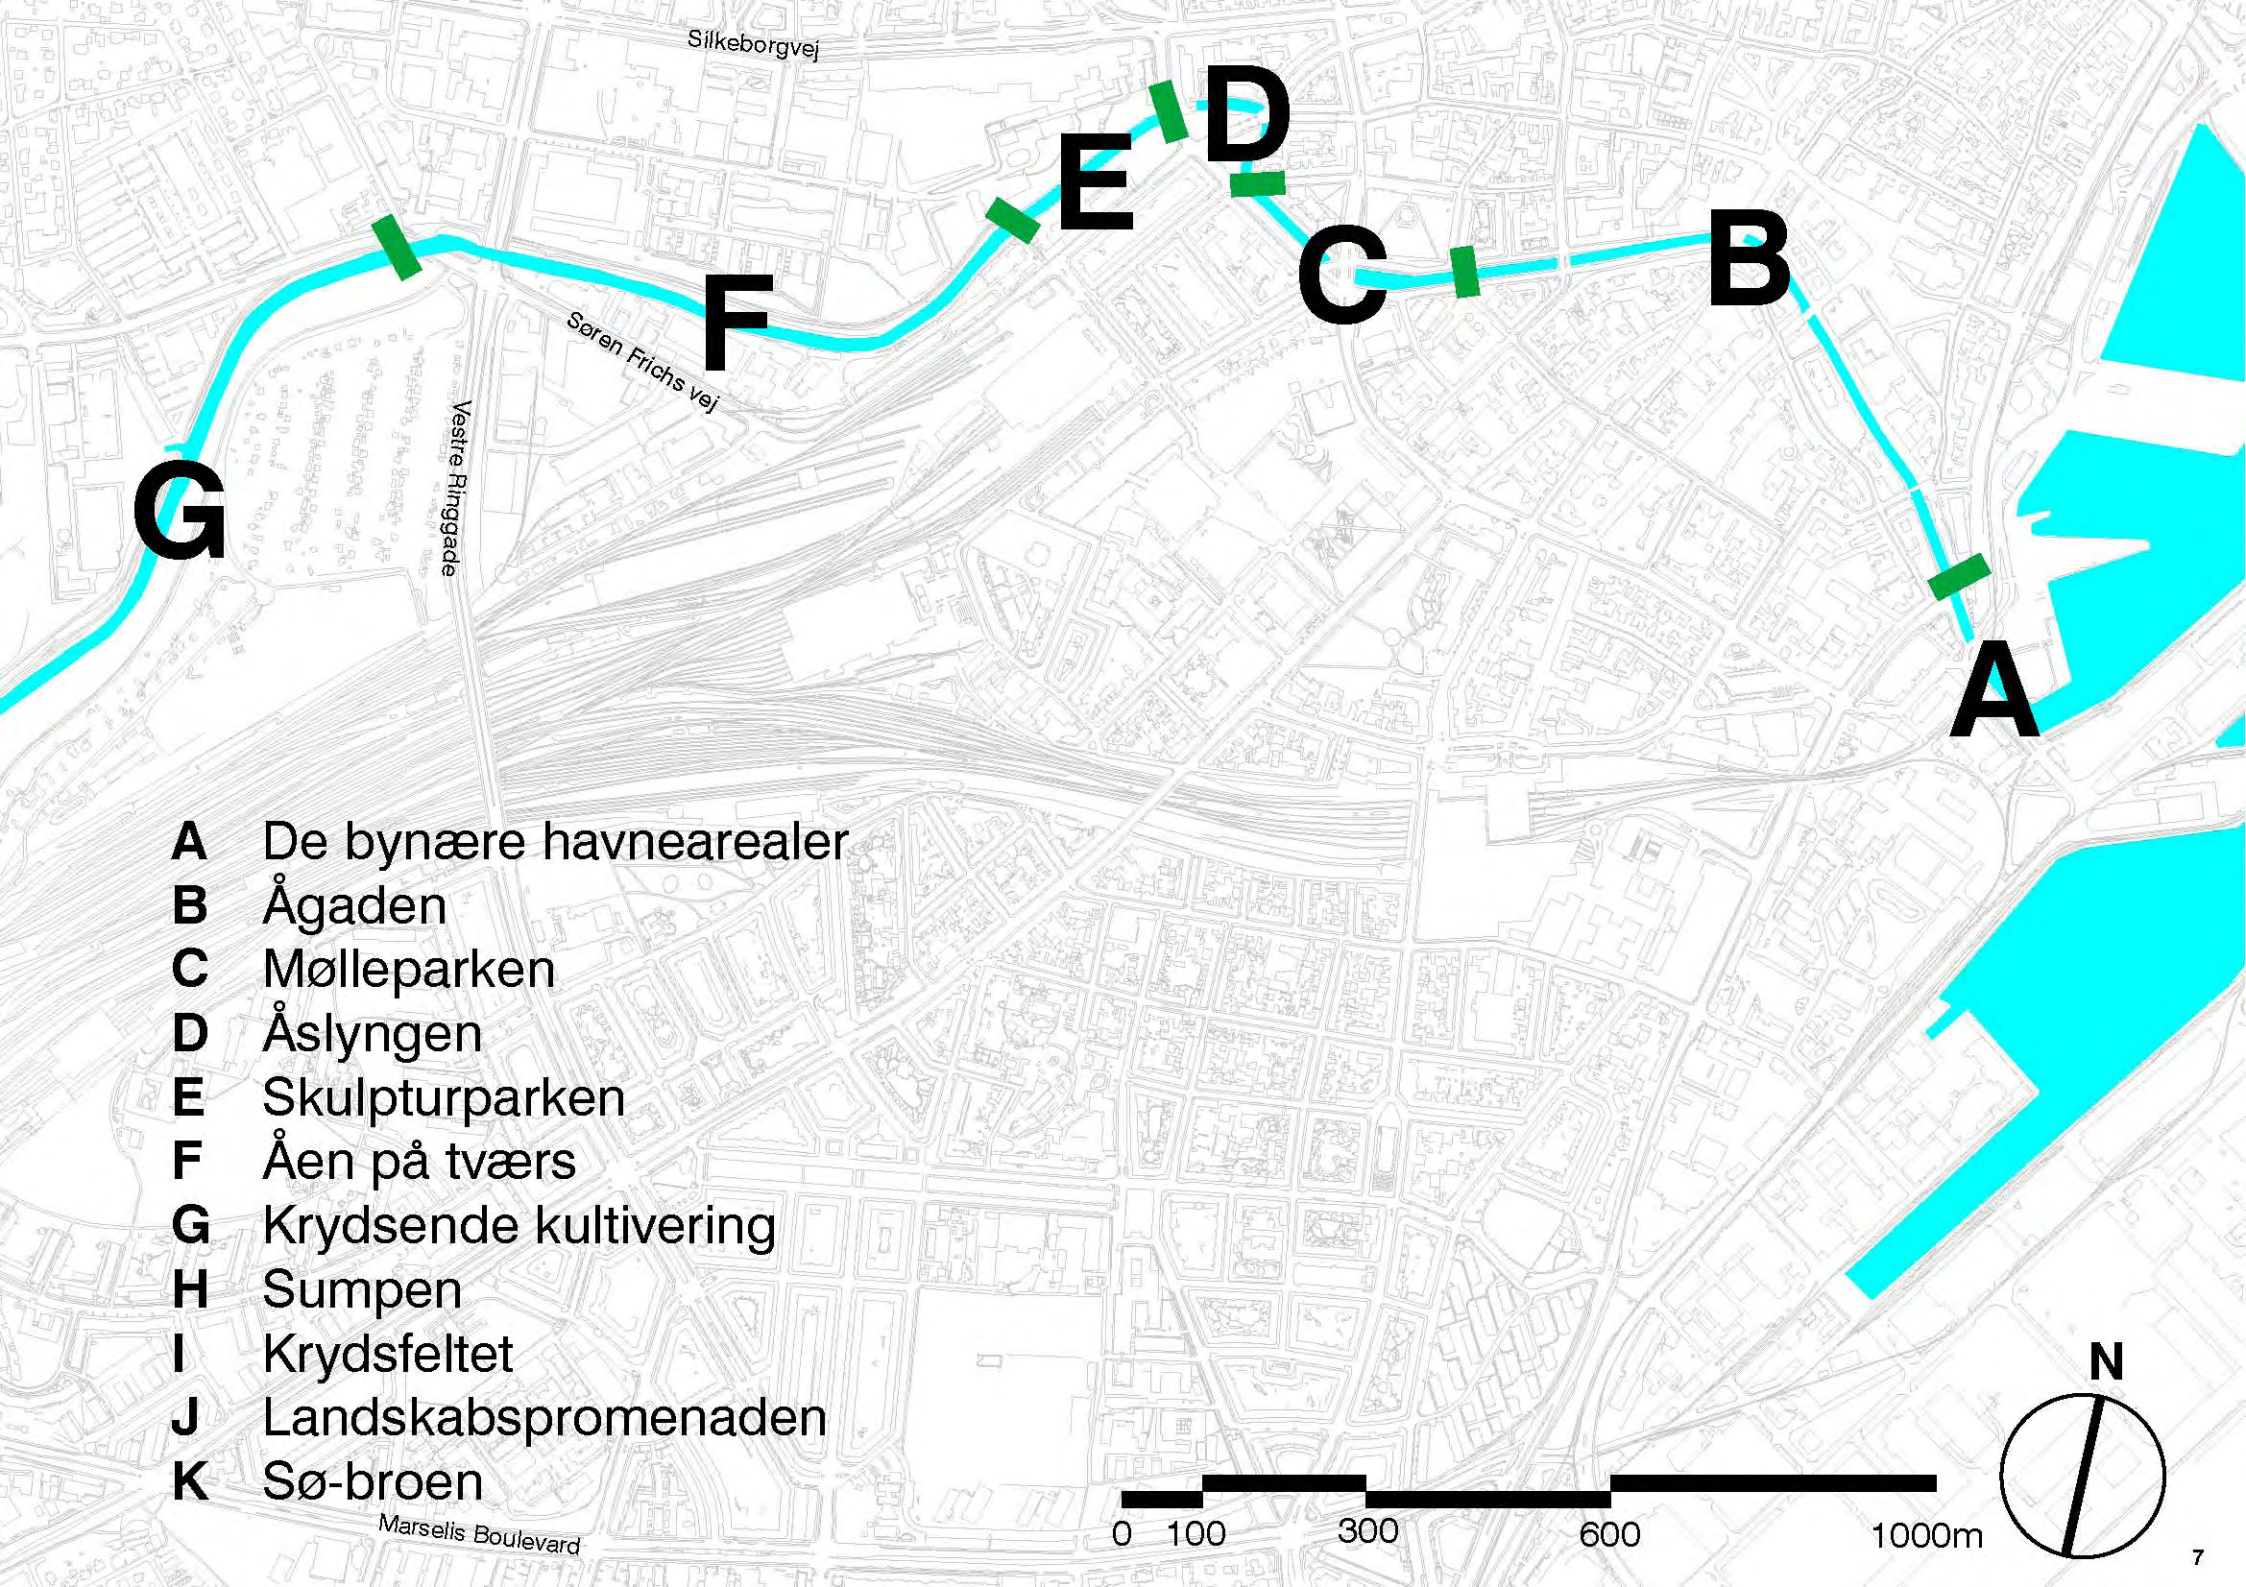 Silkeborgvej
D
E
B
C
F
Søren Frichs vej
Vestre Ringgade
G
A
A De bynære havnearealer
B Ågaden
C Mølleparken
D Åslyngen
E Skulpturparken
F Åen på tværs
G Krydsende kultivering
H Sumpen
I Krydsfeltet
J Landskabspromenaden
K Sø-broen
Marselis Boulevard
0 100 300 600 1000m
N
7